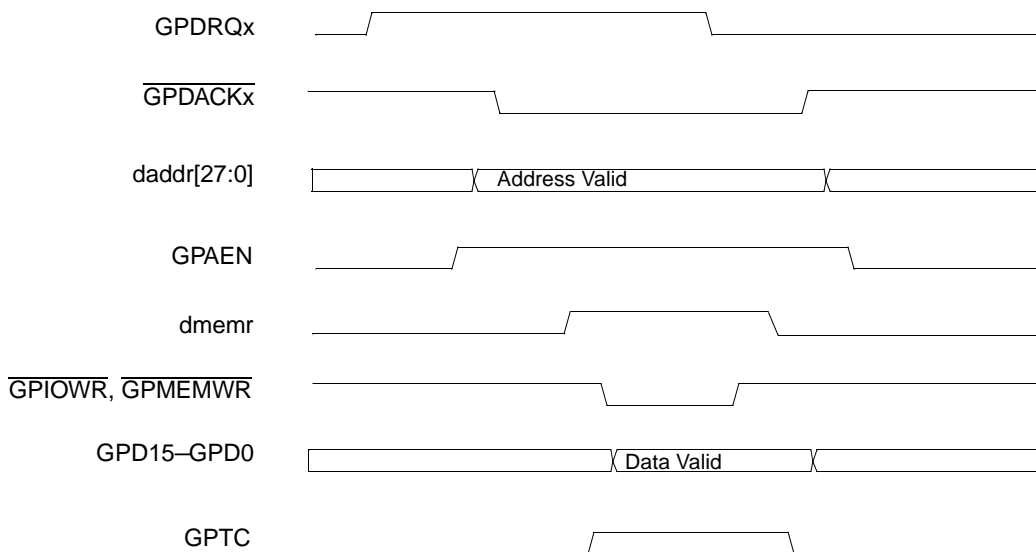 GPDRQx
GPDACKx
daddr[27:0]
Address Valid
GPAEN
dmemr
GPIOWR, GPMEMWR
GPD15–GPD0
Data Valid
GPTC